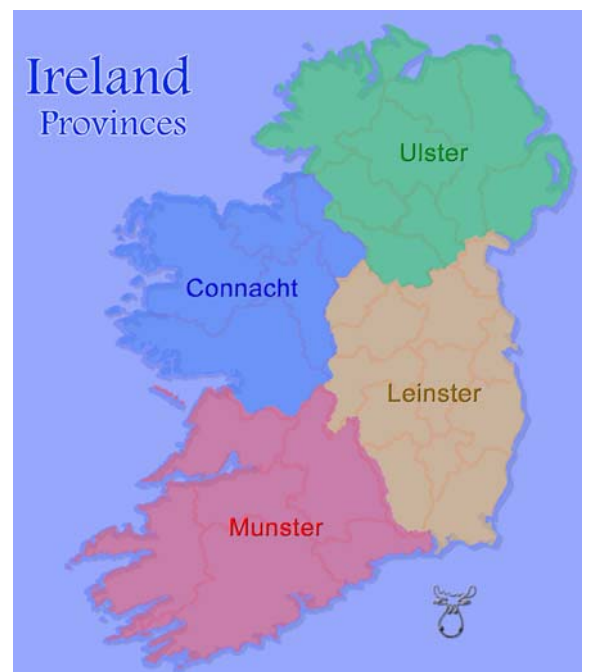 Ireland
Provinces
Ulster
Connacht
Leinster
Munster